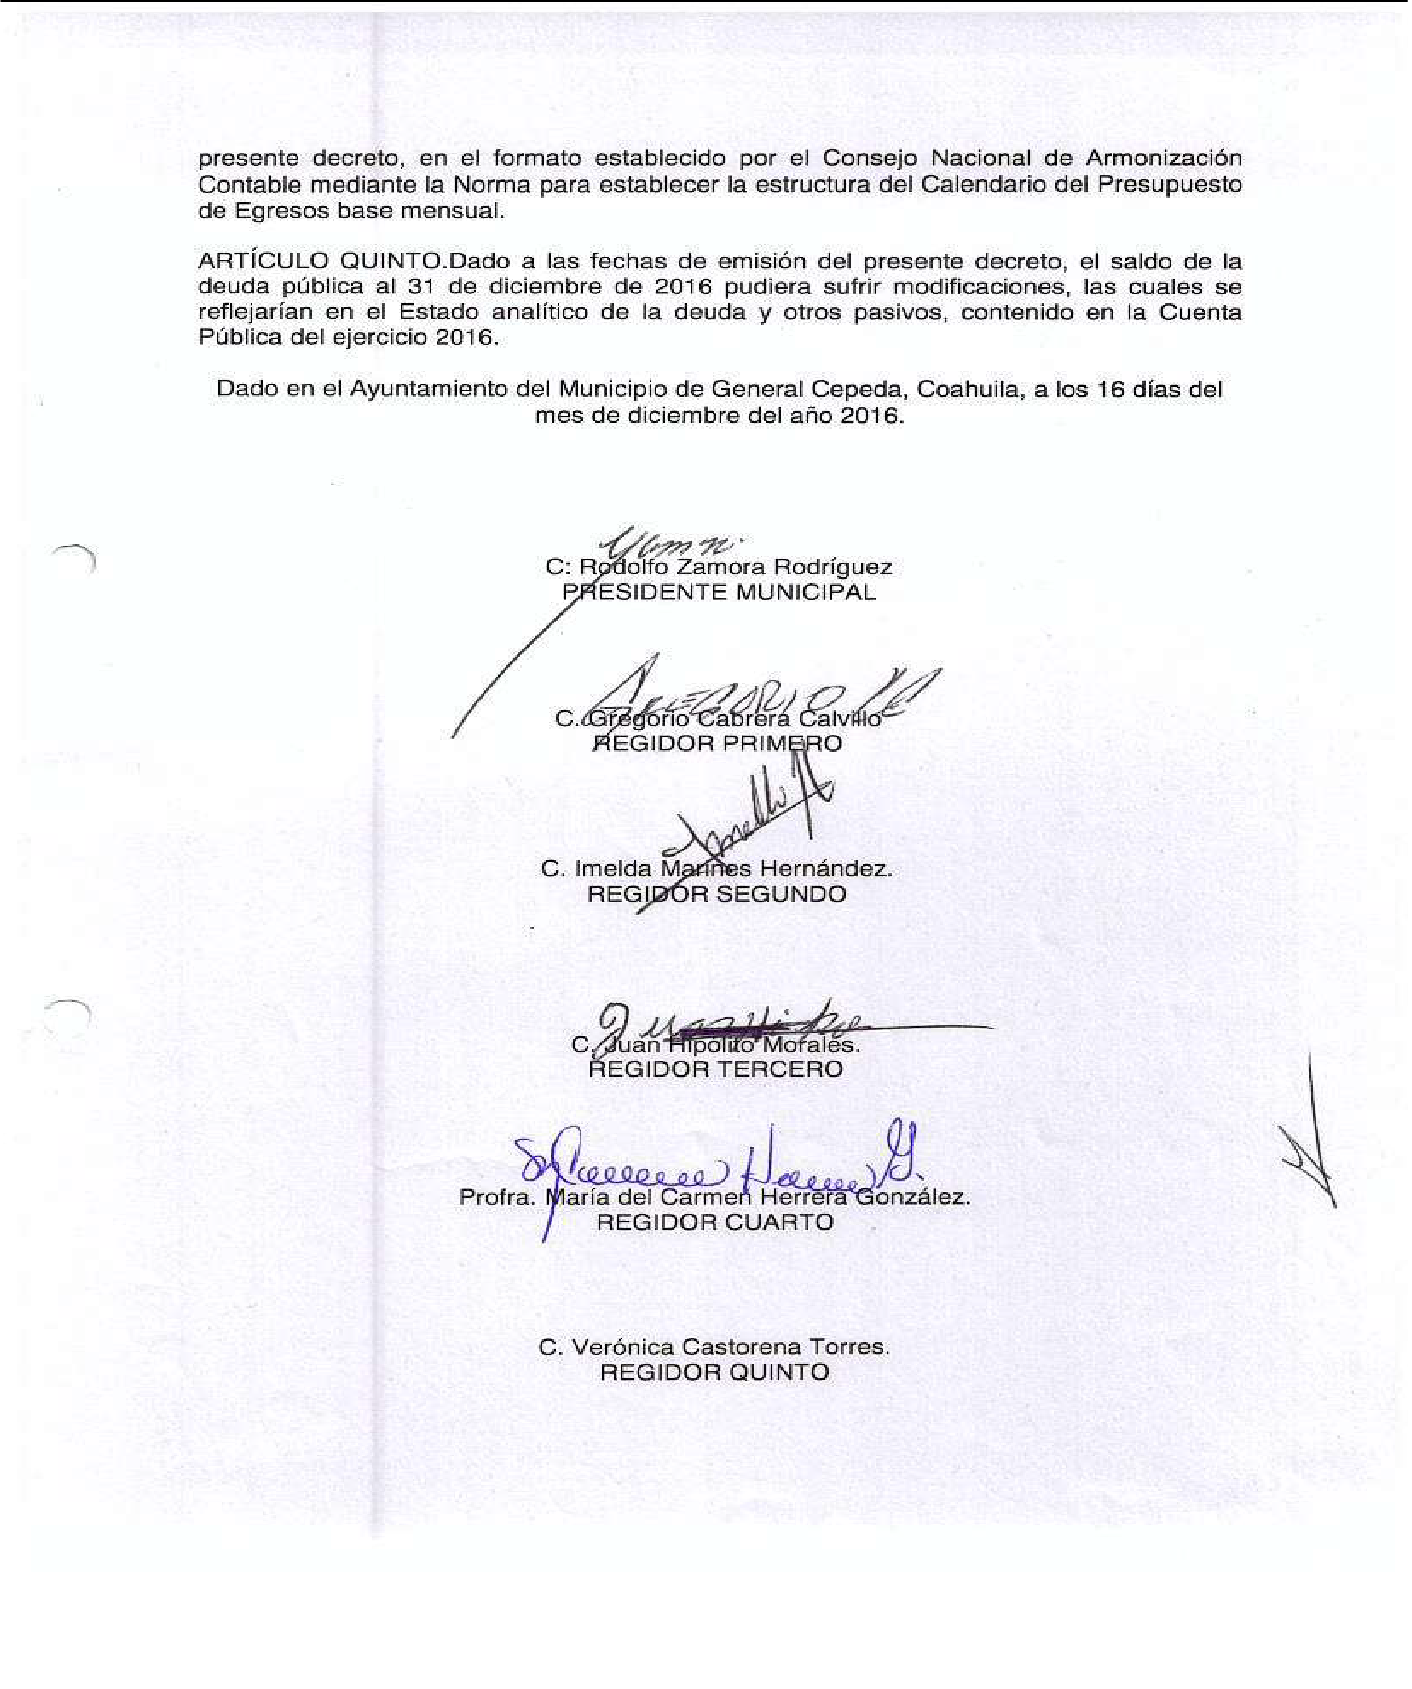 presente decreto, en el formato establecido por el Consejo Nacional de Armonización
Contable mediante la Norma para establecer la estructura del Calendario del Presupuesto
de Egresos base mensual.
ARTÍCULO QUINTO.Dado a las fechas de emisión del presente decreto, el saldo de la
deuda pública al 31 de diciembre de 2016 pudiera sufrir modificaciones, las cuales se
reflejarían en el Estado analítico de la deuda y otros pasivos, contenido en la Cuenta
Pública del ejercicio 2016.
Dado en el Ayuntamiento del Municipio de General Cepeda, Coahuila, a los 16 días del
mes de diciembre del año 2016.
C: Rodolfo Zamora Rodríguez
PRESIDENTE MUNICIPAL
GREGORIO
C. Gregorio Cabrera Calvillo
REGIDOR PRIMERO
C. Imelda Marines Hernández.
REGIDOR SEGUNDO
C. Juan Hipolito Morales.
REGIDOR TERCERO
Profra. María del Carmen Herrera González.
REGIDOR CUARTO
C. Verónica Castorena Torres.
REGIDOR QUINTO